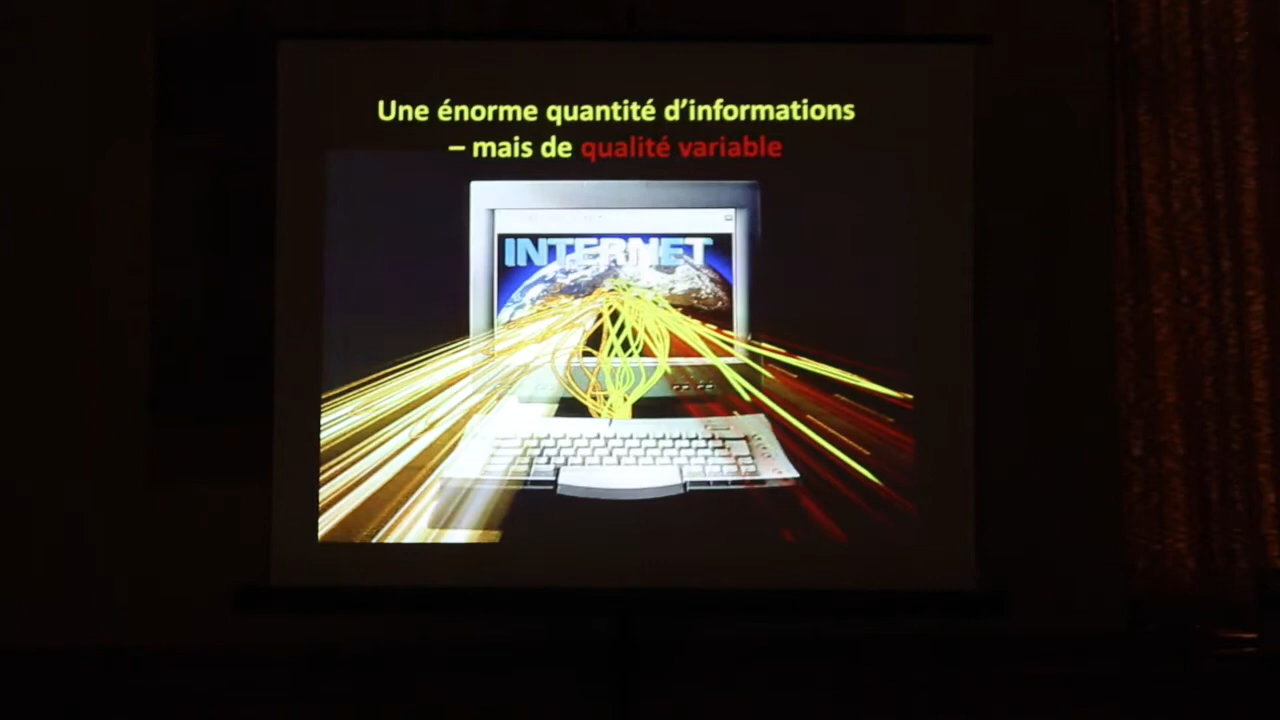 Une énorme quantité d'informations
– mais de qualité variable
INTERNET